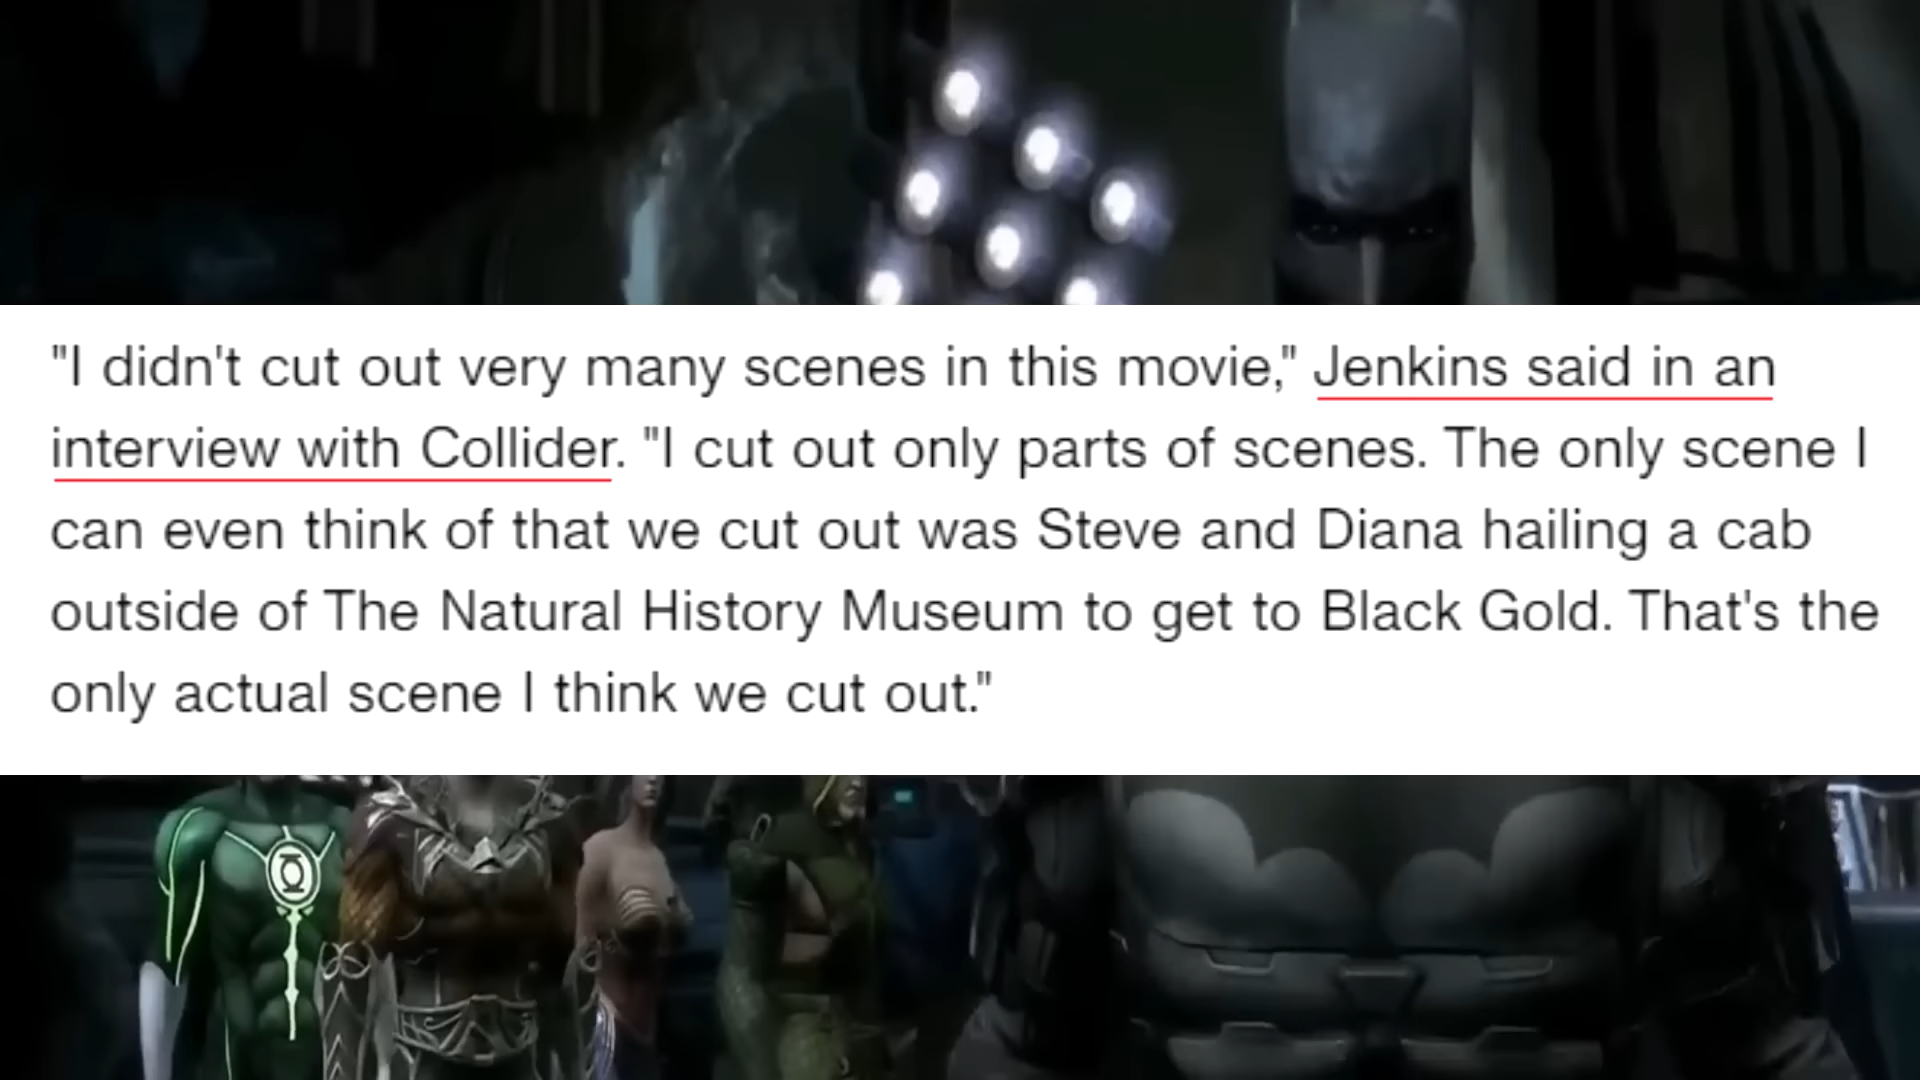 "I didn't cut out very many scenes in this movie," Jenkins said in an
interview with Collider. "I cut out only parts of scenes. The only scene I
can even think of that we cut out was Steve and Diana hailing a cab
outside of The Natural History Museum to get to Black Gold. That's the
only actual scene I think we cut out."